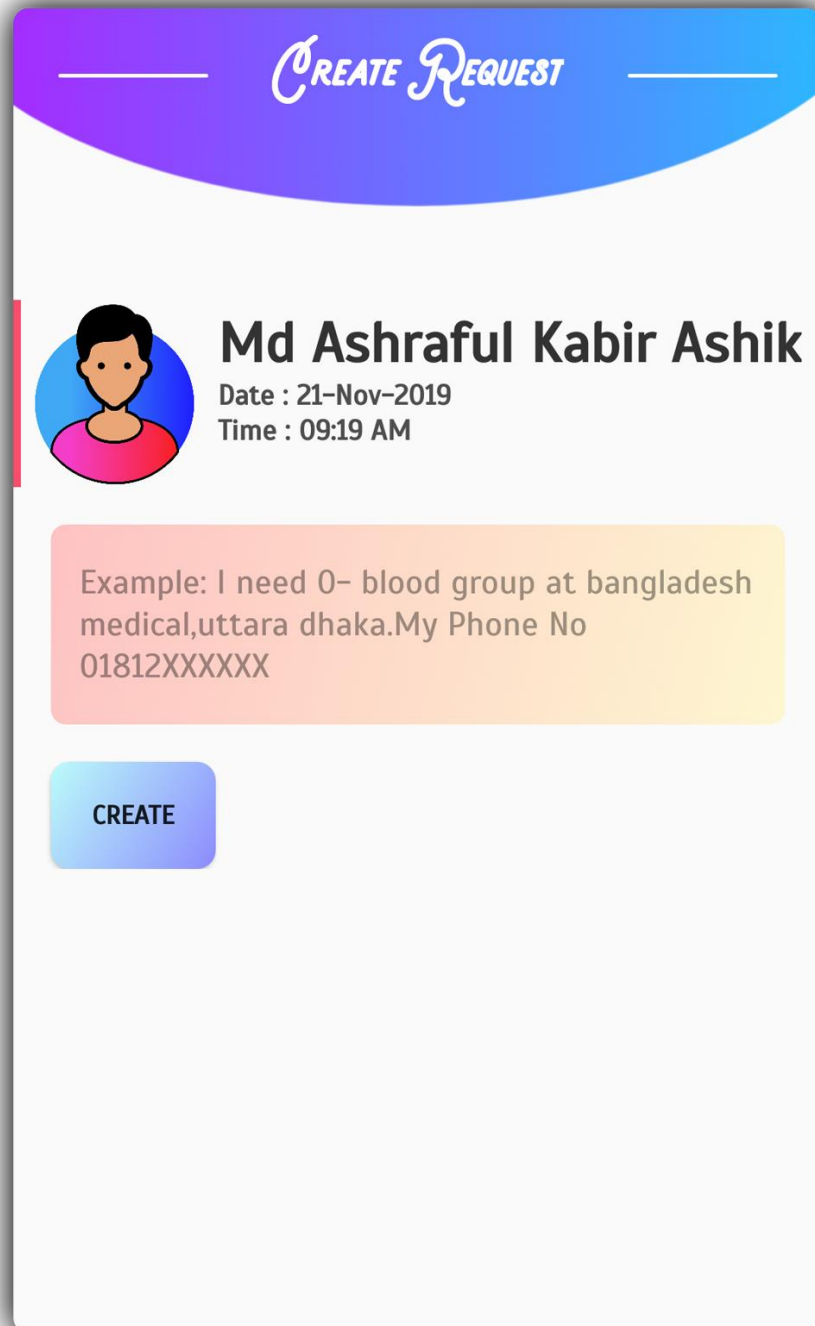 Create Request
Md Ashraful Kabir Ashik
Date : 21-Nov-2019
Time : 09:19 AM
Example: I need O- blood group at bangladesh
medical,uttara dhaka.My Phone No
01812XXXXXX
CREATE